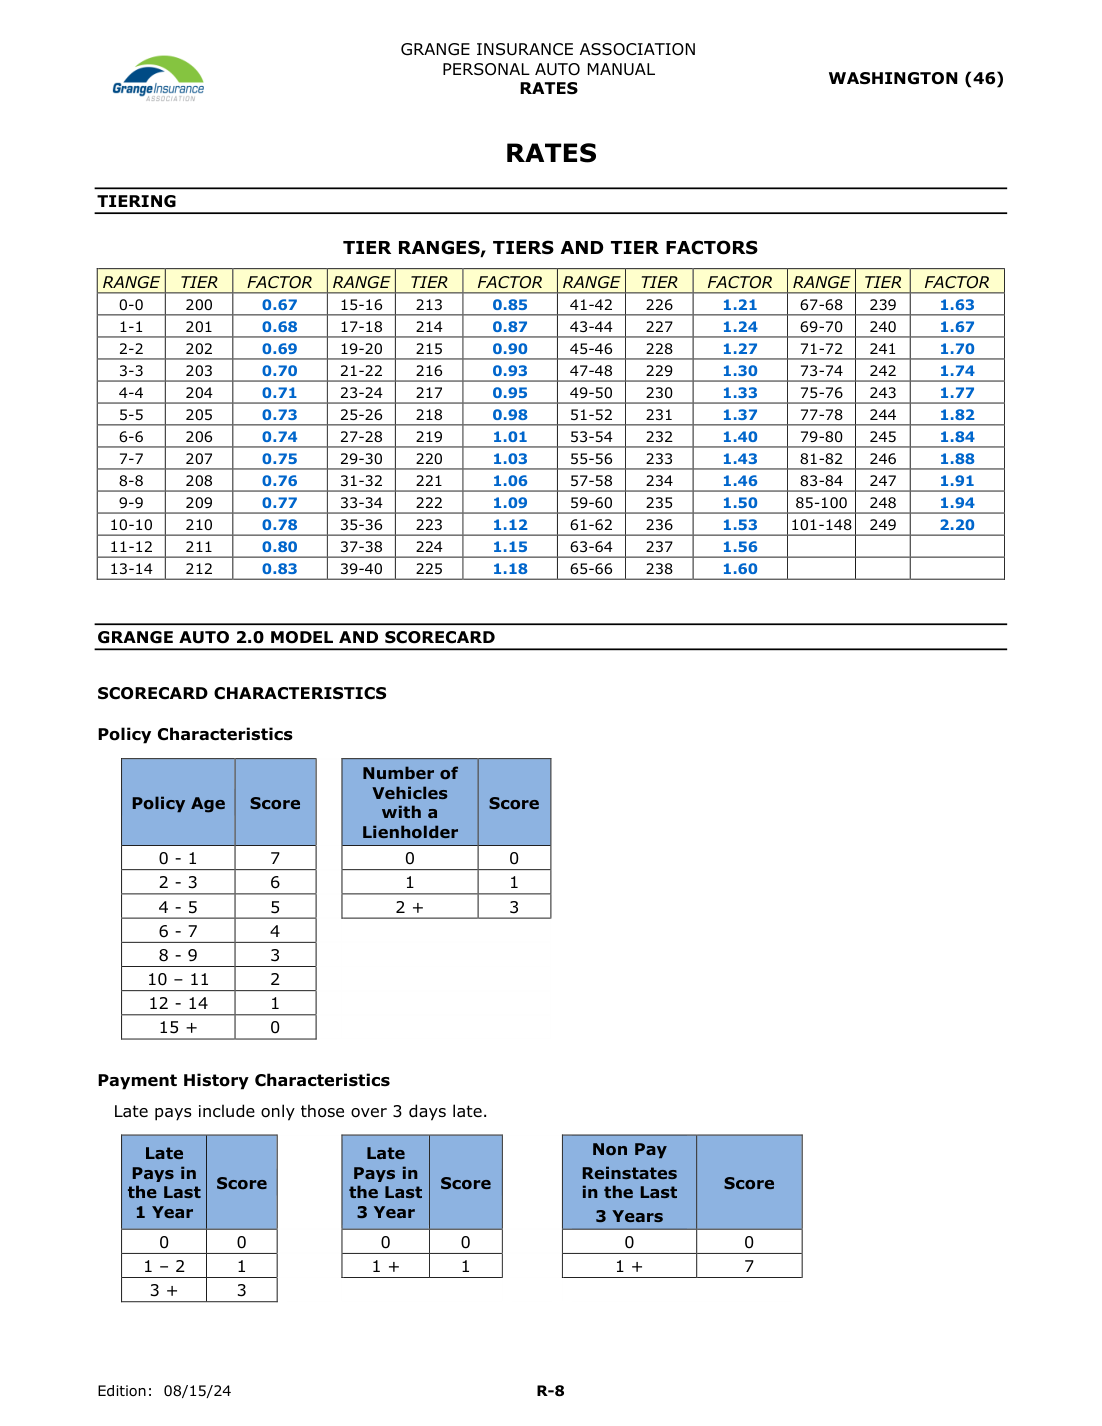 GrangeInsurance
ASSOCIATION
GRANGE INSURANCE ASSOCIATION
PERSONAL AUTO MANUAL
RATES
WASHINGTON (46)
RATES
TIERING
TIER RANGES, TIERS AND TIER FACTORS
RANGE TIER FACTOR RANGE TIER FACTOR RANGE TIER FACTOR RANGE TIER FACTOR
0-0 200 0.67 15-16 213 0.85 41-42 226 1.21 67-68 239 1.63
1-1 201 0.68 17-18 214 0.87 43-44 227 1.24 69-70 240 1.67
2-2 202 0.69 19-20 215 0.90 45-46 228 1.27 71-72 241 1.70
3-3 203 0.70 21-22 216 0.93 47-48 229 1.30 73-74 242 1.74
4-4 204 0.71 23-24 217 0.95 49-50 230 1.33 75-76 243 1.77
5-5 205 0.73 25-26 218 0.98 51-52 231 1.37 77-78 244 1.82
6-6 206 0.74 27-28 219 1.01 53-54 232 1.40 79-80 245 1.84
7-7 207 0.75 29-30 220 1.03 55-56 233 1.43 81-82 246 1.88
8-8 208 0.76 31-32 221 1.06 57-58 234 1.46 83-84 247 1.91
9-9 209 0.77 33-34 222 1.09 59-60 235 1.50 85-100 248 1.94
10-10 210 0.78 35-36 223 1.12 61-62 236 1.53 101-148 249 2.20
11-12 211 0.80 37-38 224 1.15 63-64 237 1.56
13-14 212 0.83 39-40 225 1.18 65-66 238 1.60
GRANGE AUTO 2.0 MODEL AND SCORECARD
SCORECARD CHARACTERISTICS
Policy Characteristics
Policy Age Score
0 - 1 7
2 - 3 6
4 - 5 5
6 - 7 4
8 - 9 3
10 – 11 2
12 - 14 1
15 + 0
Number of
Vehicles
with a
Lienholder
Score
0 0
1 1
2 + 3
Payment History Characteristics
Late pays include only those over 3 days late.
Late
Pays in
the Last
1 Year
Score
0 0
1 – 2 1
3 + 3
Late
Pays in
the Last
3 Year
Score
0 0
1 + 1
Non Pay
Reinstates
in the Last
3 Years
Score
0 0
1 + 7
Edition: 08/15/24
R-8